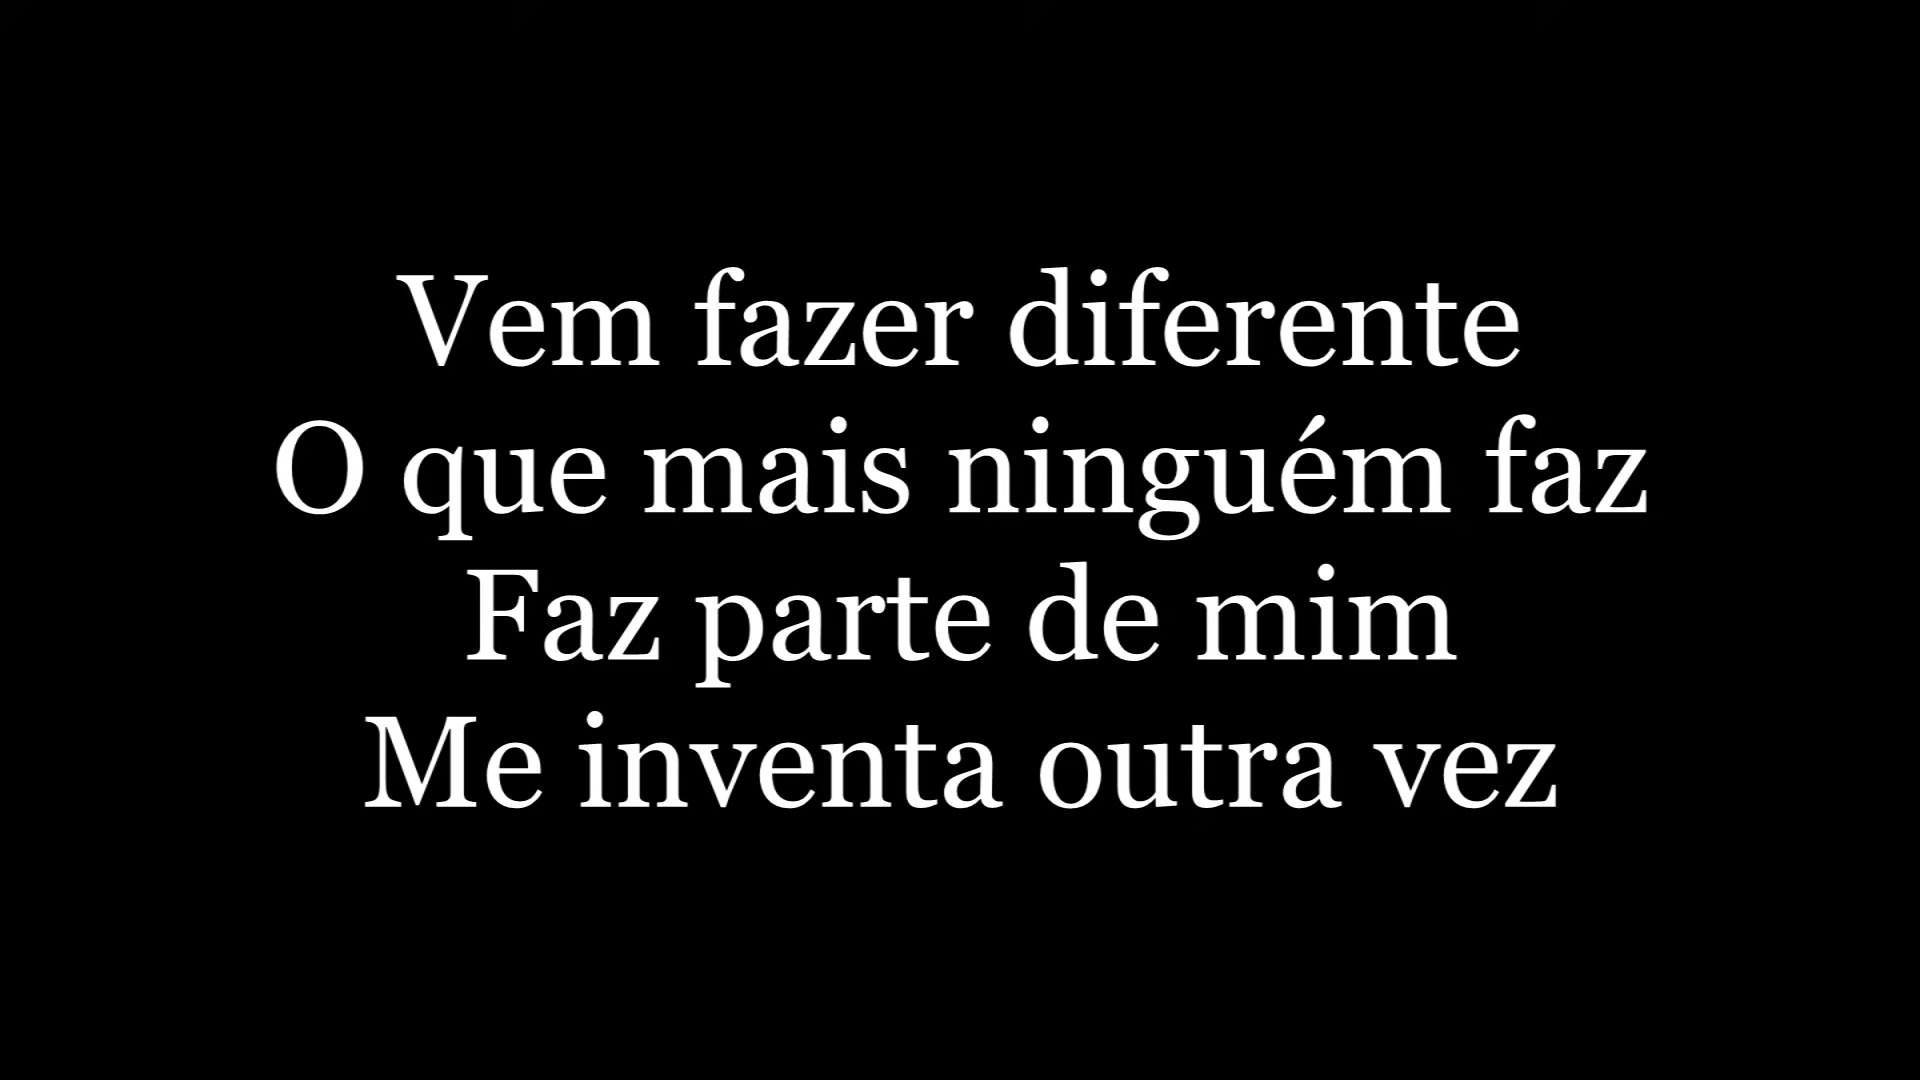 Vem fazer diferente
O que mais ninguém faz
Faz parte de mim
Me inventa outra vez